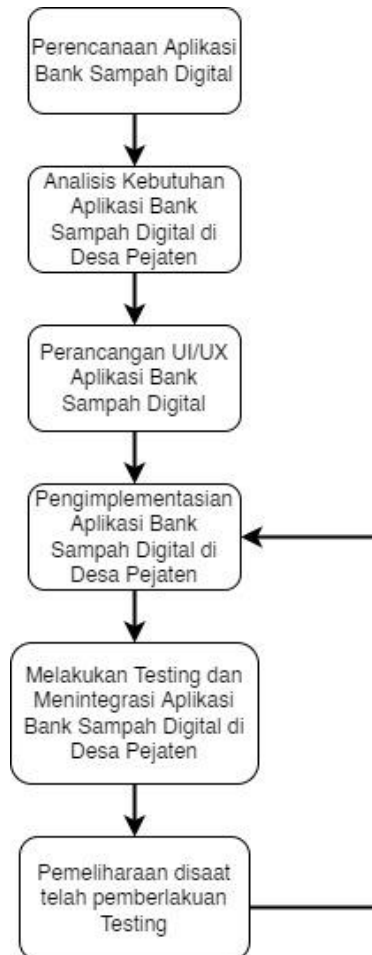 Perencanaan Aplikasi
Bank Sampah Digital
Analisis Kebutuhan
Aplikasi Bank
Sampah Digital di
Desa Pejaten
Perancangan UI/UX
Aplikasi Bank
Sampah Digital
Pengimplementasian
Aplikasi Bank
Sampah Digital di
Desa Pejaten
Melakukan Testing dan
Menintegrasi Aplikasi
Bank Sampah Digital di
Desa Pejaten
Pemeliharaan disaat
telah pemberlakuan
Testing